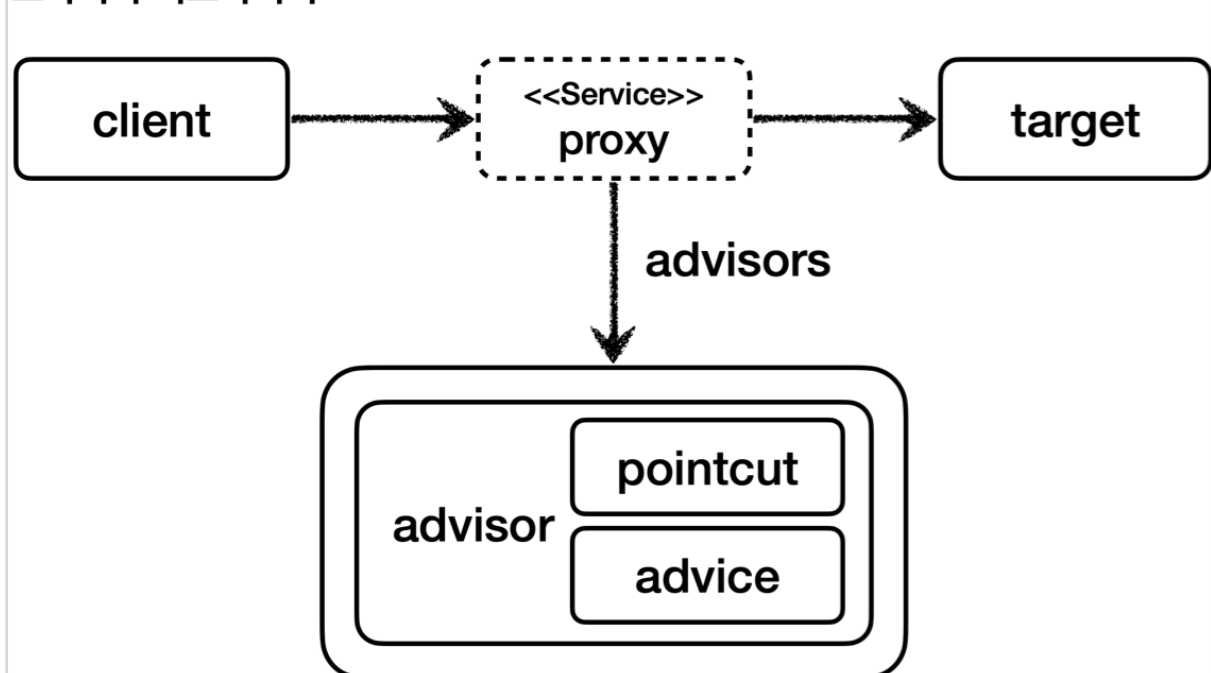 client
<<Service>>
proxy
target
advisors
advisor
pointcut
advice